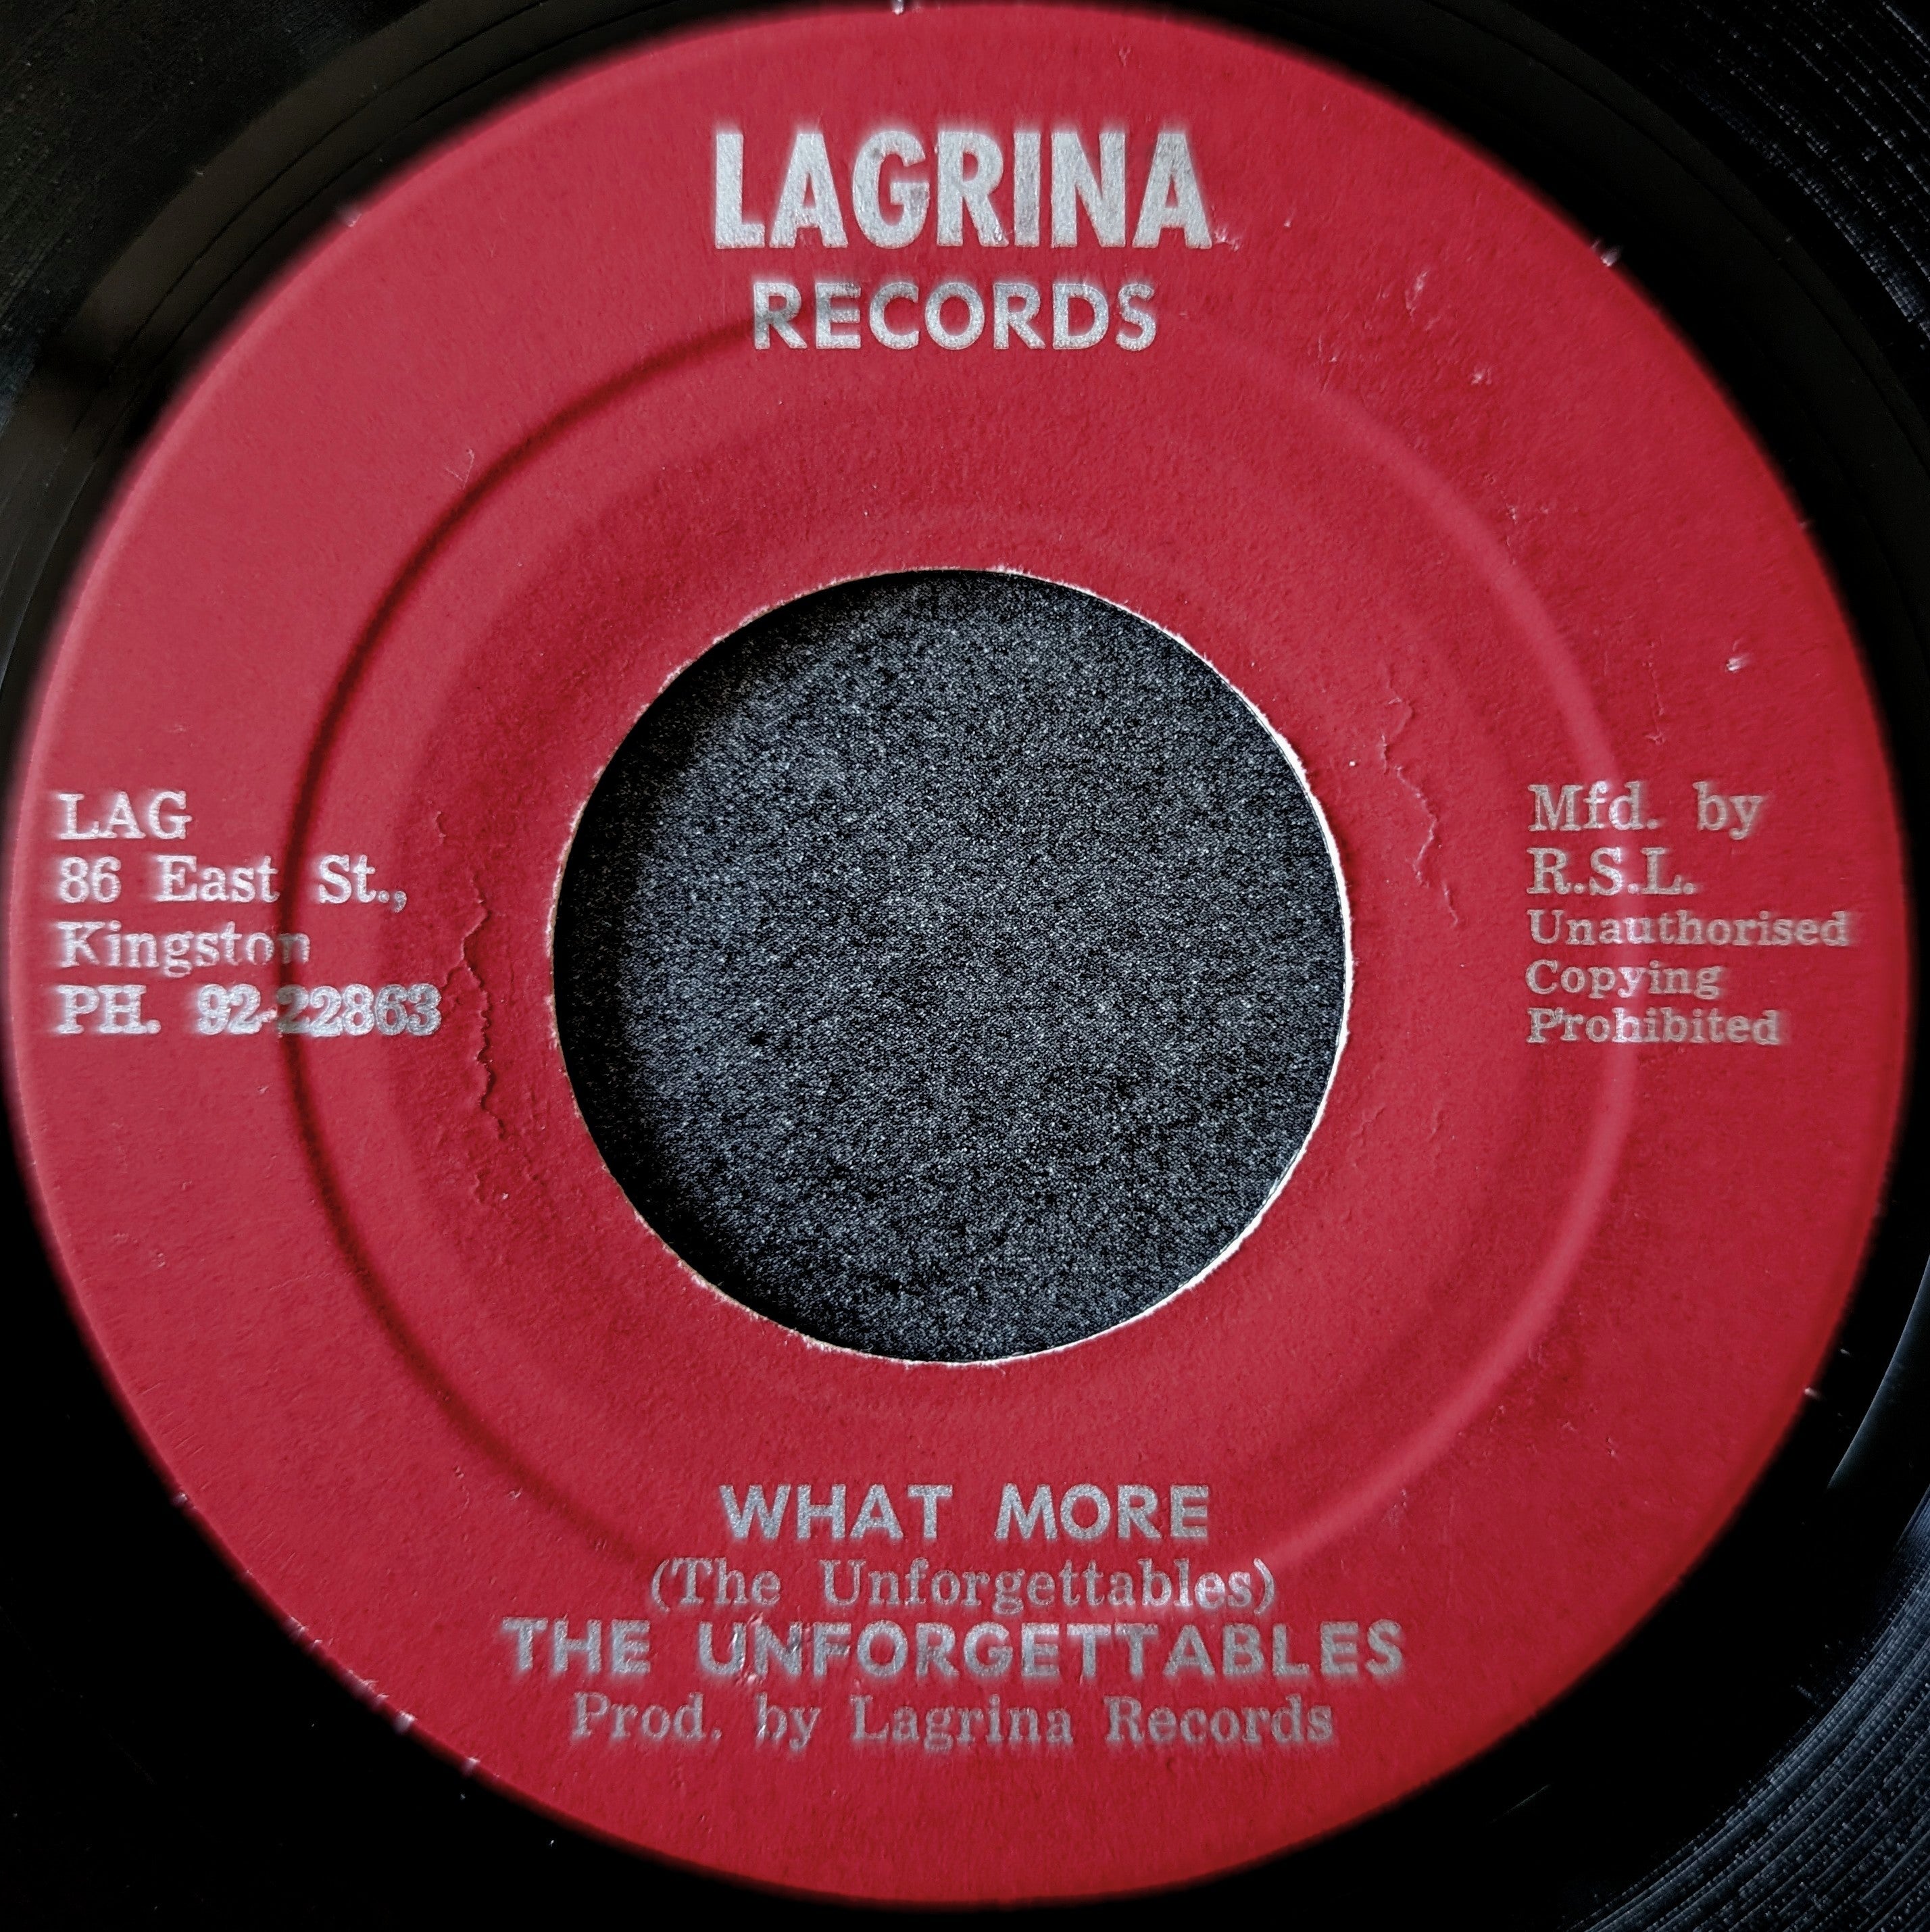 LAGRINA
RECORDS
LAG
86 East St.,
Kingston
PH. 92-22863
Mfd. by
R.S.L.
Unauthorised
Copying
Prohibited
WHAT MORE
(The Unforgettables)
THE UNFORGETTABLES
Prod. by Lagrina Records